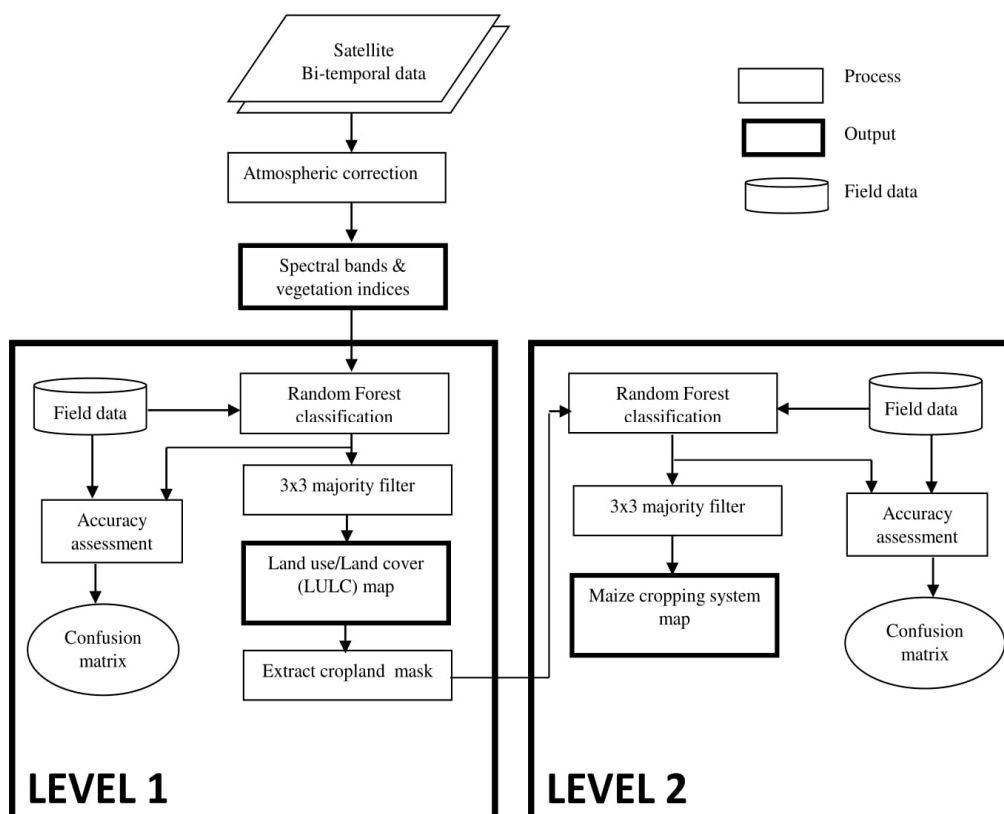 Satellite
Bi-temporal data
Process
Output
Field data
Atmospheric correction
Spectral bands &
vegetation indices
Field data
Random Forest
classification
3x3 majority filter
Accuracy
assessment
Land use/Land cover
(LULC) map
Confusion
matrix
Extract cropland mask
LEVEL 1
Random Forest
classification
Field data
3x3 majority filter
Accuracy
assessment
Maize cropping system
map
Confusion
matrix
LEVEL 2